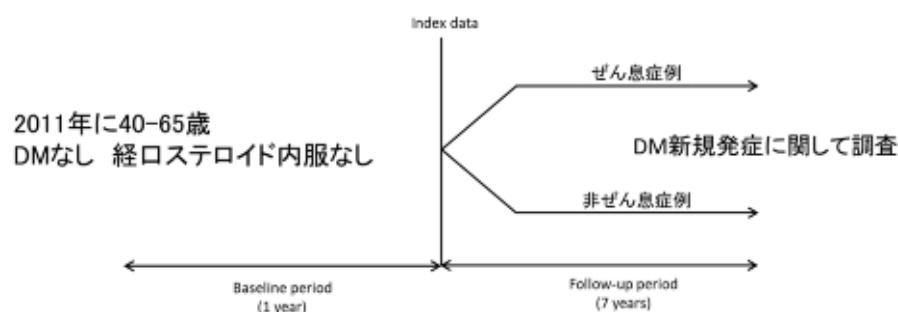 Index data
ぜん息症例
2011年に40-65歳
DMなし 経口ステロイド内服なし
DM新規発症に関して調査
非ぜん息症例
Baseline period
(1 year)
Follow-up period
(7 years)